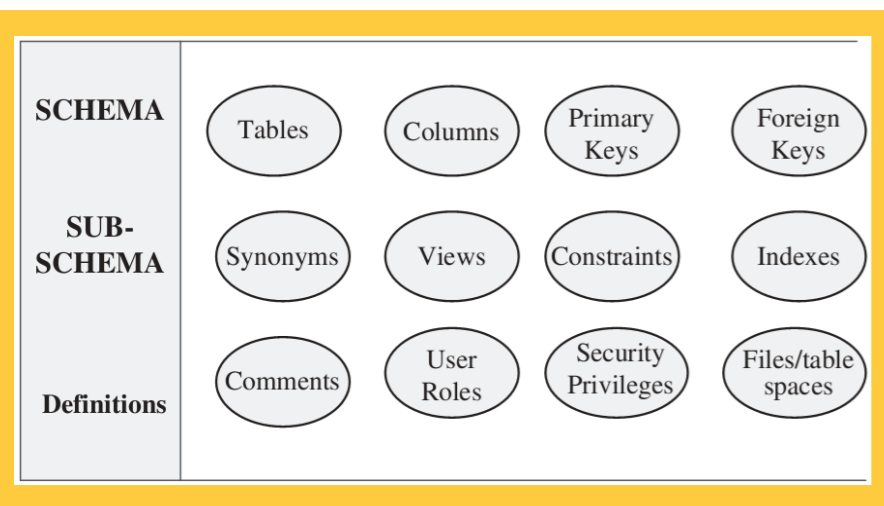 SCHEMA
Tables
Columns
Primary
Keys
Foreign
Keys
SUB-
SCHEMA
Synonyms
Views
Constraints
Indexes
Definitions
Comments
User
Roles
Security
Privileges
Files/table
spaces